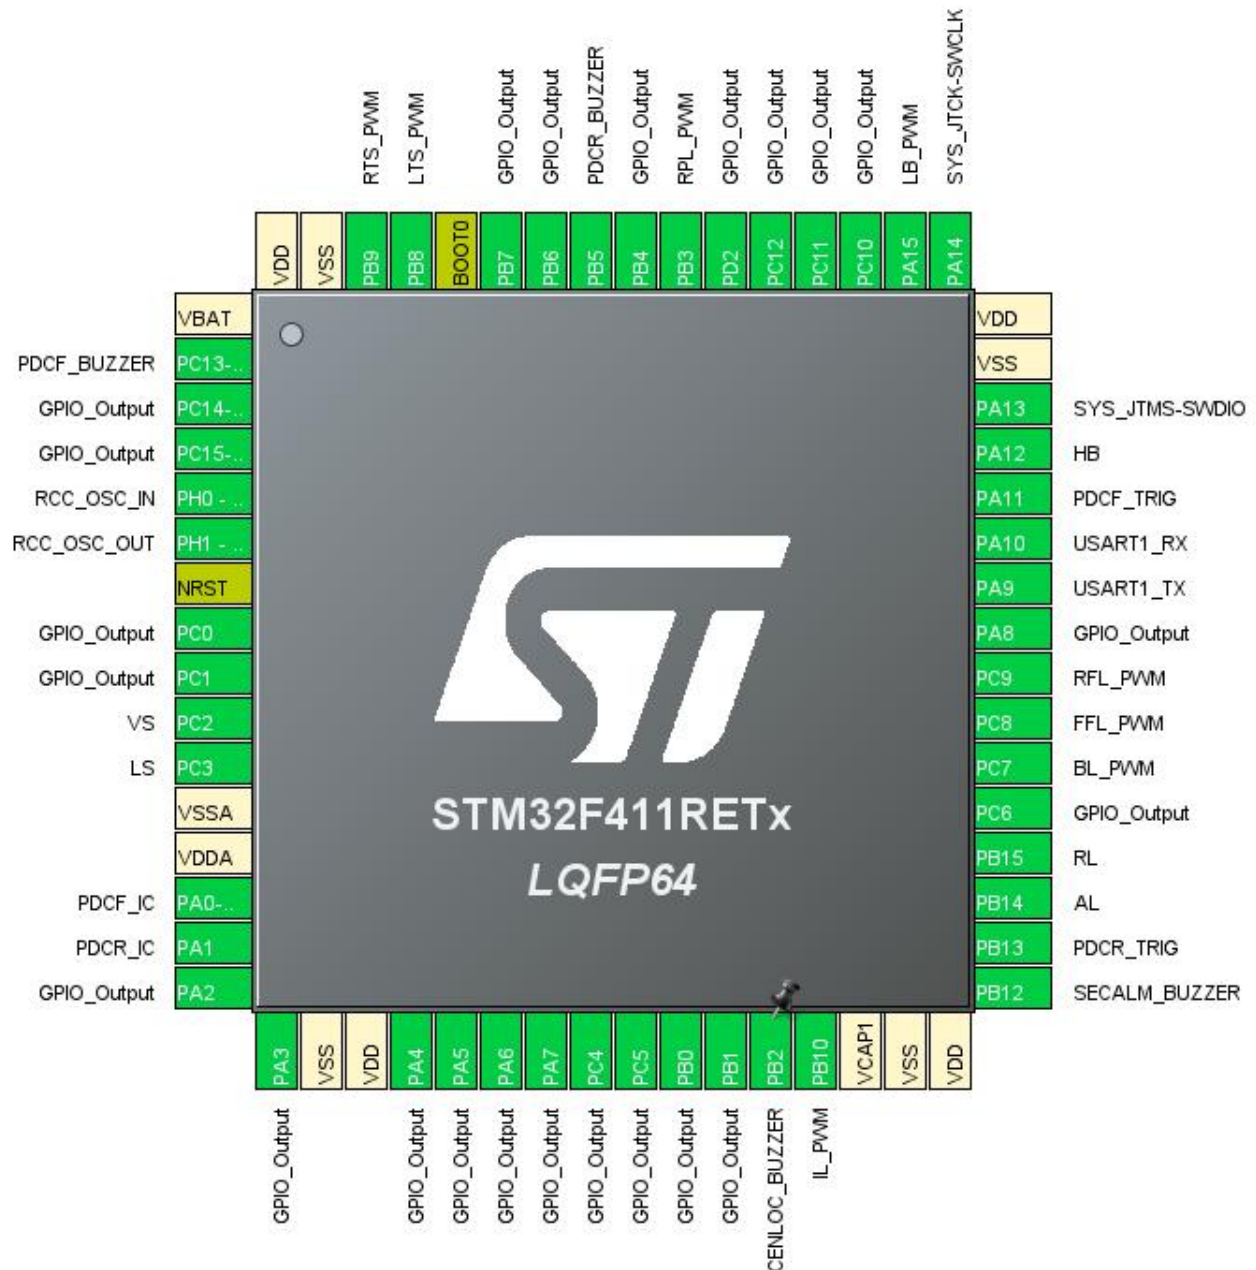 RTS_PWM
LTS_PWM
GPIO_Output
GPIO_Output
PDCR_BUZZER
GPIO_Output
RPL_PWM
GPIO_Output
GPIO_Output
GPIO_Output
GPIO_Output
LB_PWM
SYS_JTCK-SWCLK
VDD
VSS
PB9
PB8
BOOT0
PB7
PB6
PB5
PB4
PB3
PD2
PC12
PC11
PC10
PA15
PA14
VBAT
PDCF_BUZZER PC13-..
GPIO_Output PC14-..
GPIO_Output PC15-..
RCC_OSC_IN PH0 - ..
RCC_OSC_OUT PH1 - ..
NRST
GPIO_Output PC0
GPIO_Output PC1
VS PC2
LS PC3
VSSA
VDDA
PDCF_IC PA0-..
PDCR_IC PA1
GPIO_Output PA2
ST
STM32F411RETx
LQFP64
VDD
VSS
PA13 SYS_JTMS-SWDIO
PA12 HB
PA11 PDCF_TRIG
PA10 USART1_RX
PA9 USART1_TX
PA8 GPIO_Output
PC9 RFL_PWM
PC8 FFL_PWM
PC7 BL_PWM
PC6 GPIO_Output
PB15 RL
PB14 AL
PB13 PDCR_TRIG
PB12 SECALM_BUZZER
PA3
VSS
VDD
PA4
PA5
PA6
PA7
PC4
PC5
PB0
PB1
PB2
PB10
VCAP1
VSS
VDD
GPIO_Output
GPIO_Output
GPIO_Output
GPIO_Output
GPIO_Output
GPIO_Output
GPIO_Output
GPIO_Output
GPIO_Output
CENLOC_BUZZER
IL_PWM